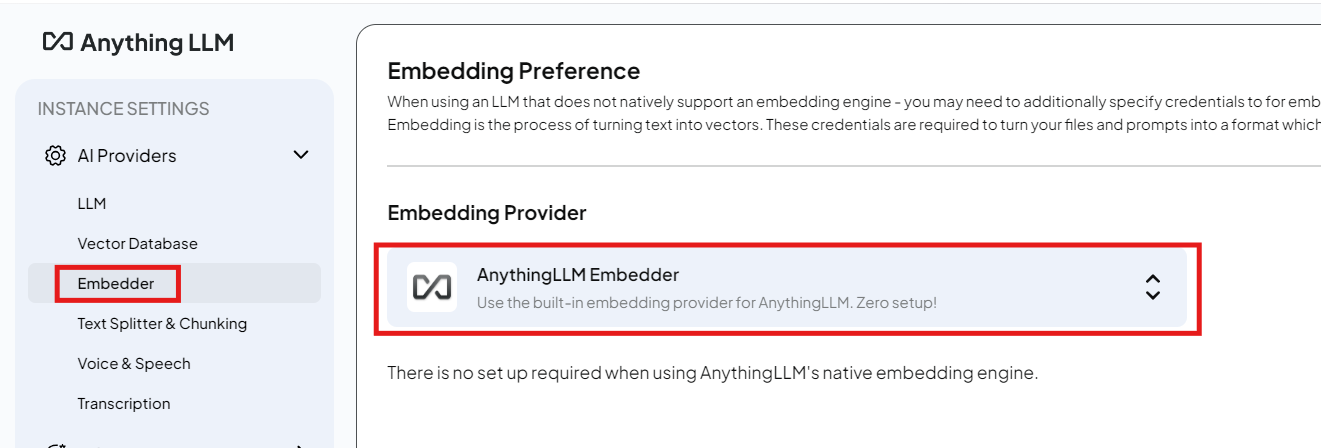 Anything LLM
INSTANCE SETTINGS
AI Providers
LLM
Vector Database
Embedder
Text Splitter & Chunking
Voice & Speech
Transcription
Embedding Preference
When using an LLM that does not natively support an embedding engine - you may need to additionally specify credentials to for emb
Embedding is the process of turning text into vectors. These credentials are required to turn your files and prompts into a format which
Embedding Provider
AnythingLLM Embedder
Use the built-in embedding provider for AnythingLLM. Zero setup!
There is no set up required when using AnythingLLM's native embedding engine.